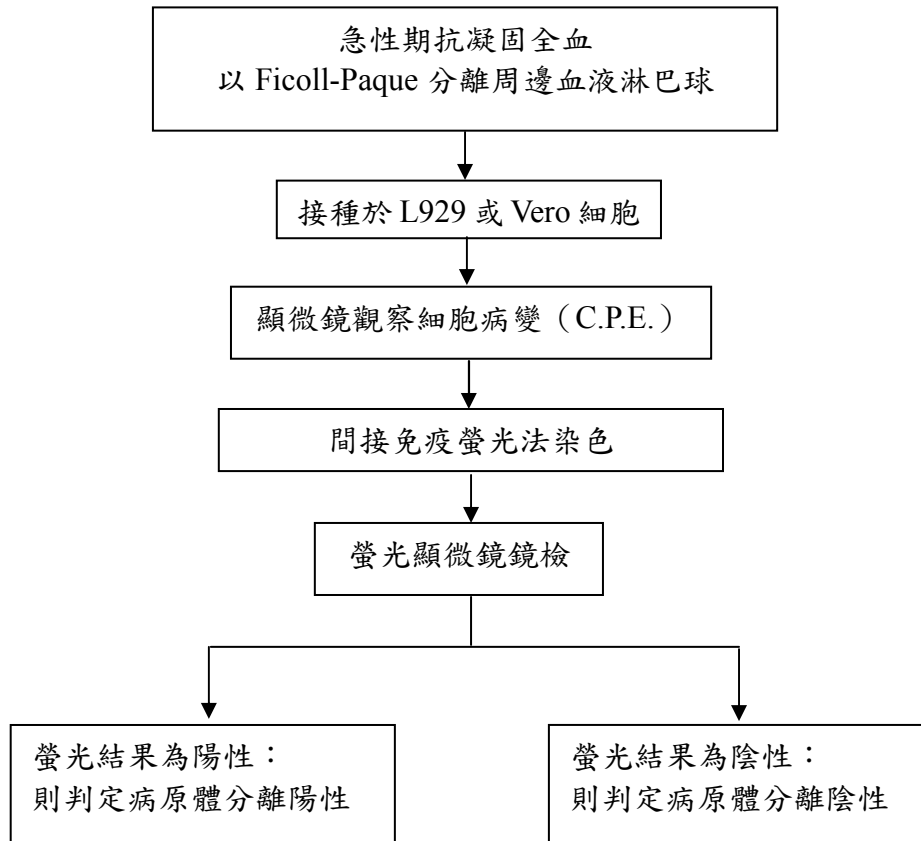 急性期抗凝固全血
以 Ficoll-Paque 分離周邊血液淋巴球
接種於 L929 或 Vero 細胞
顯微鏡觀察細胞病變（C.P.E.）
間接免疫螢光法染色
螢光顯微鏡鏡檢
螢光結果為陽性：
則判定病原體分離陽性
螢光結果為陰性：
則判定病原體分離陰性